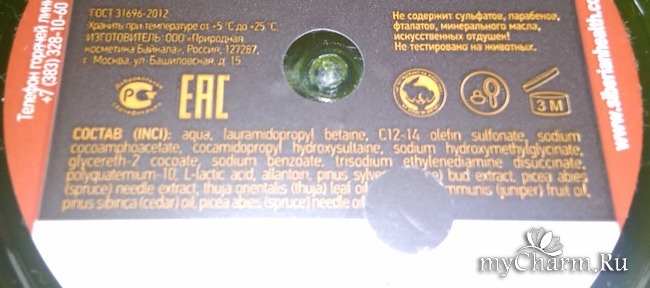 ГОСТ 31696-2012
Хранить при температуре от +5 °С до +25 °С.
ИЗГОТОВИТЕЛЬ: ООО «Природная
косметика Байкала», Россия, 127287,
г. Москва, ул. Башиловская, д. 15
Телефон горячей лини
+7 (383) 328-10-60
Не содержит сульфатов, парабенов,
фталатов, минерального масла,
искусственных отдушек!
Не тестировано на животных.
www.siberianhealth.co
EAC
3 M
СОСТАВ (INCI): aqua, lauramidopropyl betaine, C12-14 olefin sulfonate, sodium
cocoamphoacetate, cocamidopropyl hydroxysultaine, sodium hydroxymethylglycinate,
glycereth-2 cocoate, sodium benzoate, trisodium ethylenediamine disuccinate,
polyquaternium-10, L-lactic acid, allantoin, pinus sylve bud extract, picea abies
(spruce) needle extract, thuja orientalis (thuja) leaf oil mmunis (juniper) fruit oil,
pinus sibirica (cedar) oil, picea abies (spruce) needle oil
myCharm.Ru